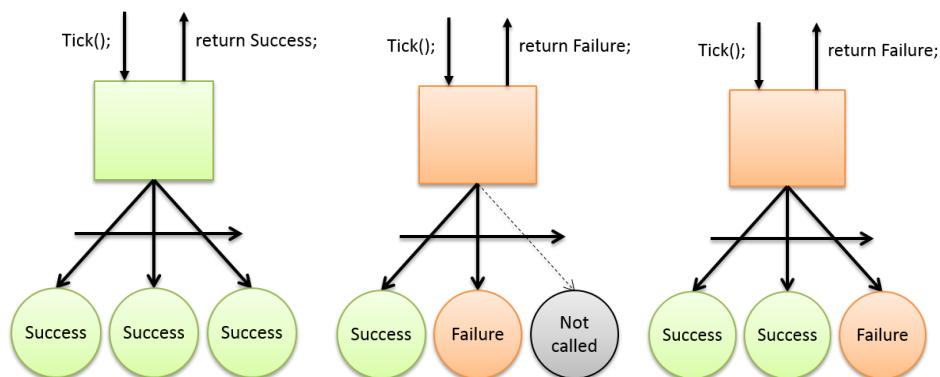 Tick();
return Success;
Tick();
return Failure;
Tick();
return Failure;
Success
Success
Success
Success
Failure
Not
called
Success
Success
Failure